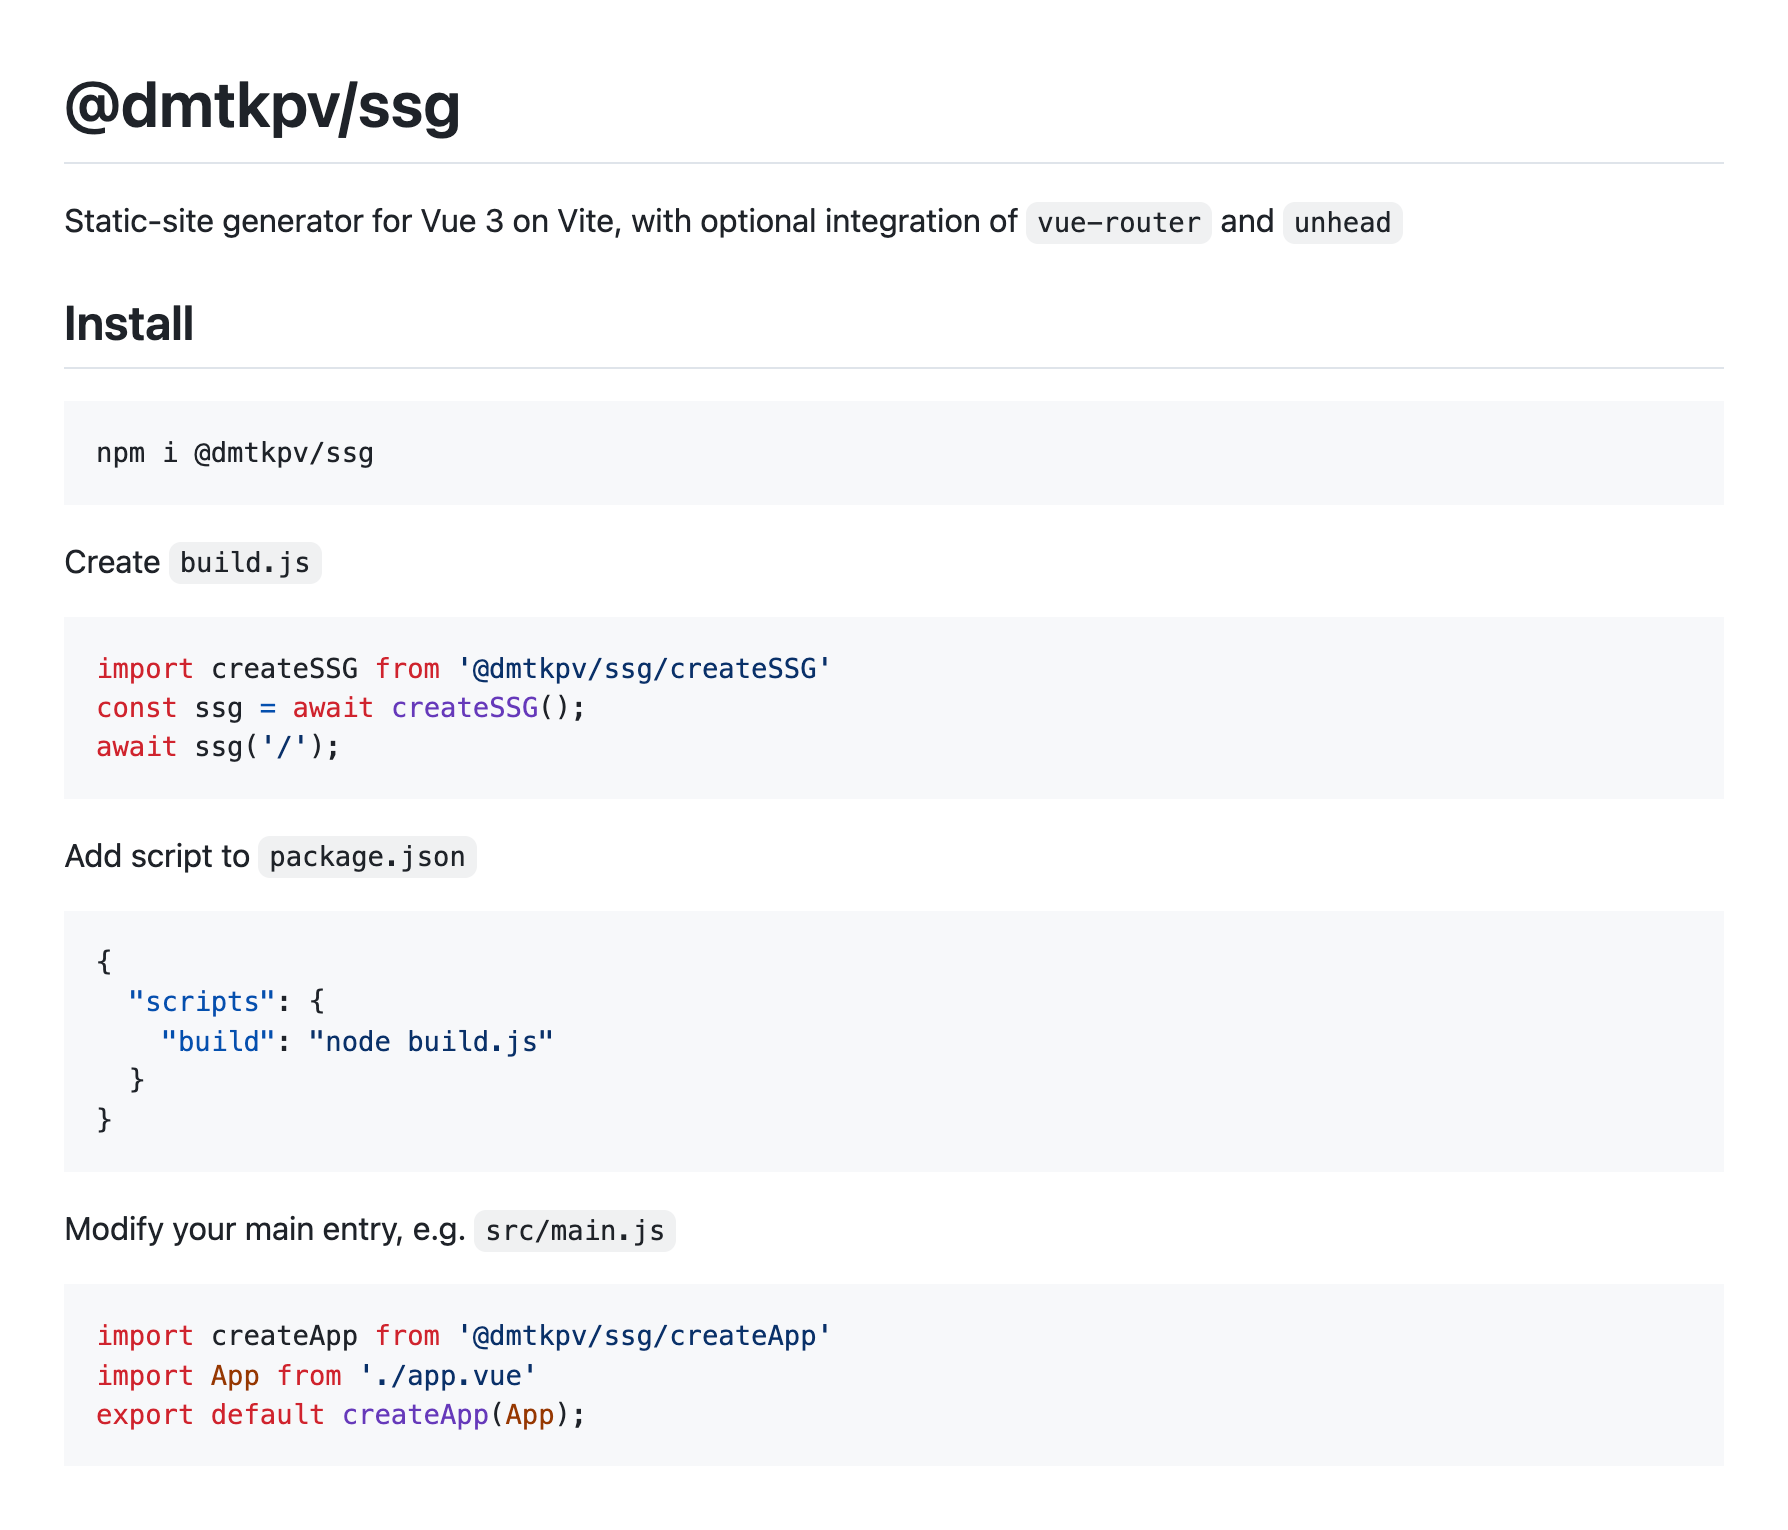 @dmtkpv/ssg
Static-site generator for Vue 3 on Vite, with optional integration of vue-router and unhead
Install
npm i @dmtkpv/ssg
Create build.js
import createSSG from '@dmtkpv/ssg/createSSG'
const ssg = await createSSG();
await ssg('/');
Add script to package.json
{
  "scripts": {
    "build": "node build.js"
  }
}
Modify your main entry, e.g. src/main.js
import createApp from '@dmtkpv/ssg/createApp'
import App from './app.vue'
export default createApp(App);